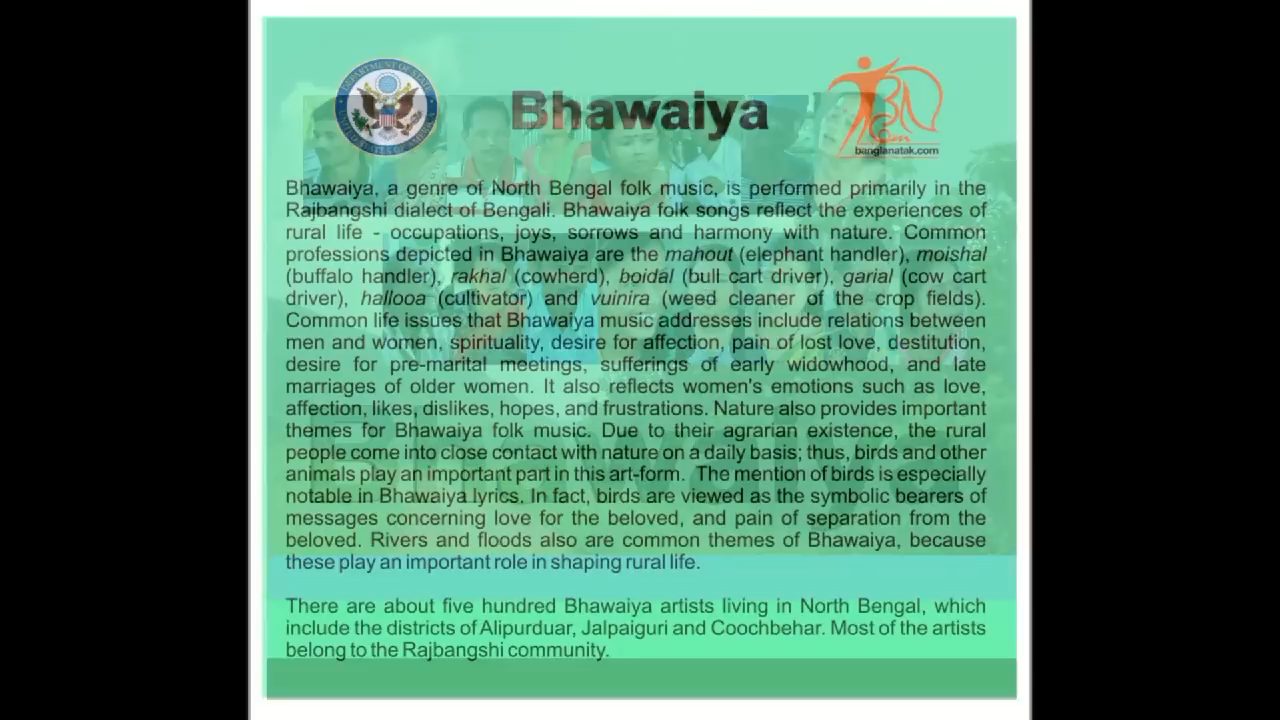 DEPARTMENT OF STATE
UNITED STATES OF AMERICA
Bhawaiya
banglanatak.com
Bhawaiya, a genre of North Bengal folk music, is performed primarily in the
Rajbangshi dialect of Bengali. Bhawaiya folk songs reflect the experiences of
rural life - occupations, joys, sorrows and harmony with nature. Common
professions depicted in Bhawaiya are the mahout (elephant handler), moishal
(buffalo handler), rakhal (cowherd), boidal (bull cart driver), garial (cow cart
driver), hallooa (cultivator) and vuinira (weed cleaner of the crop fields).
Common life issues that Bhawaiya music addresses include relations between
men and women, spirituality, desire for affection, pain of lost love, destitution,
desire for pre-marital meetings, sufferings of early widowhood, and late
marriages of older women. It also reflects women's emotions such as love,
affection, likes, dislikes, hopes, and frustrations. Nature also provides important
themes for Bhawaiya folk music. Due to their agrarian existence, the rural
people come into close contact with nature on a daily basis; thus, birds and other
animals play an important part in this art-form. The mention of birds is especially
notable in Bhawaiya lyrics. In fact, birds are viewed as the symbolic bearers of
messages concerning love for the beloved, and pain of separation from the
beloved. Rivers and floods also are common themes of Bhawaiya, because
these play an important role in shaping rural life.
There are about five hundred Bhawaiya artists living in North Bengal, which
include the districts of Alipurduar, Jalpaiguri and Coochbehar. Most of the artists
belong to the Rajbangshi community.
Bhawaiya